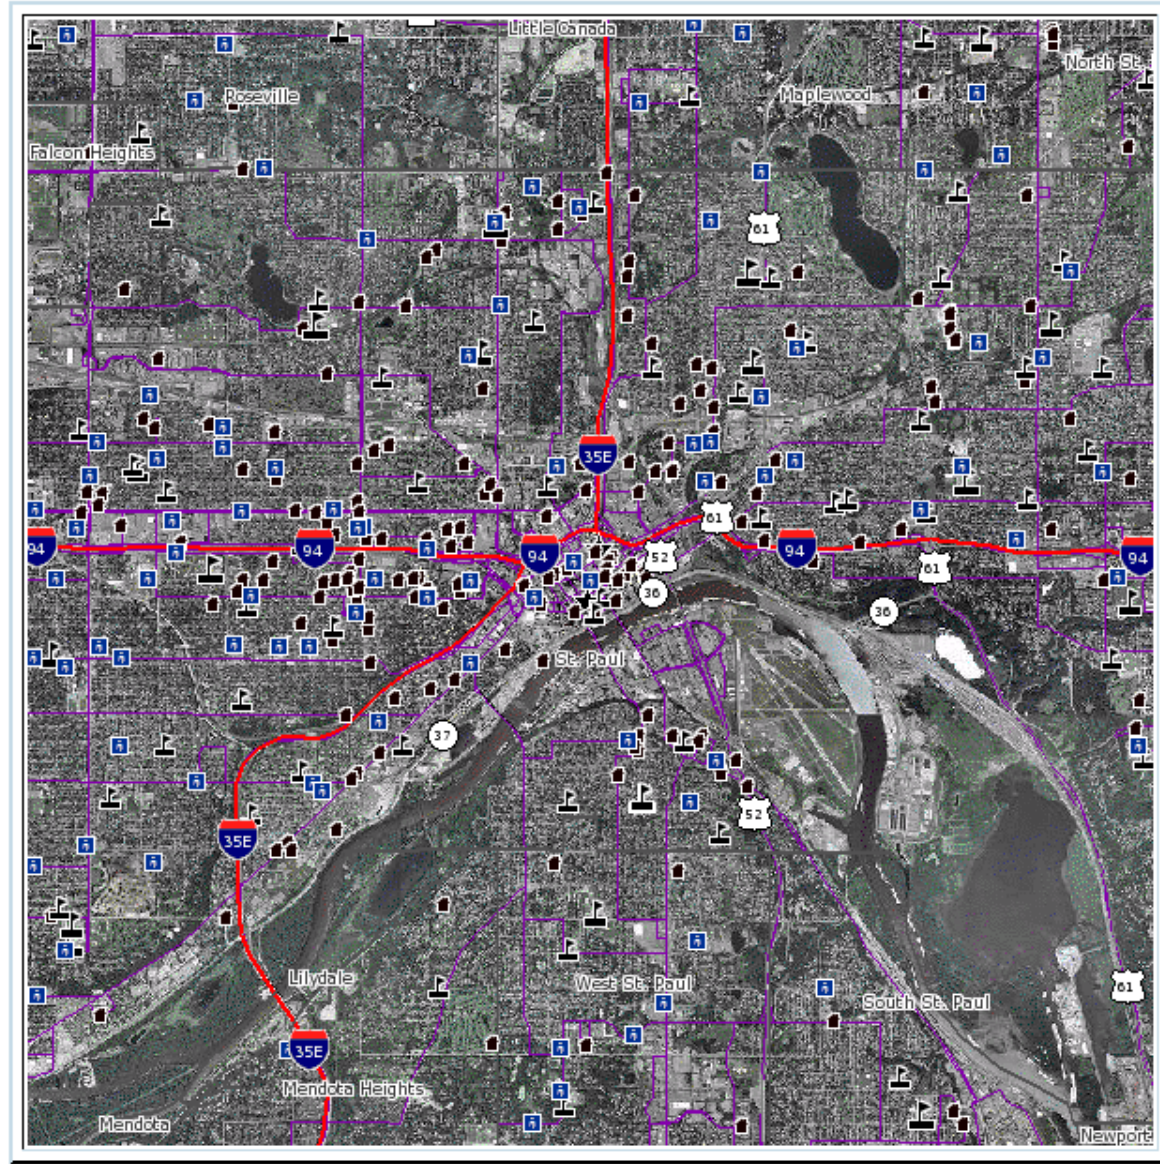 Little Canada
North St.
Roseville
Maplewood
Falcon Heights
61
35E
61
94
94
94
94
94
52
61
36
36
St. Paul
37
52
35E
Lilydale
West St. Paul
61
South St. Paul
35E
Mendota Heights
Mendota
Newport